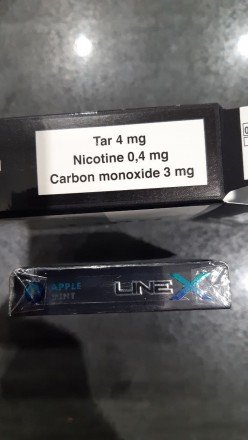 Tar 4 mg
Nicotine 0,4 mg
Carbon monoxide 3 mg
APPLE
MINT
LINE X